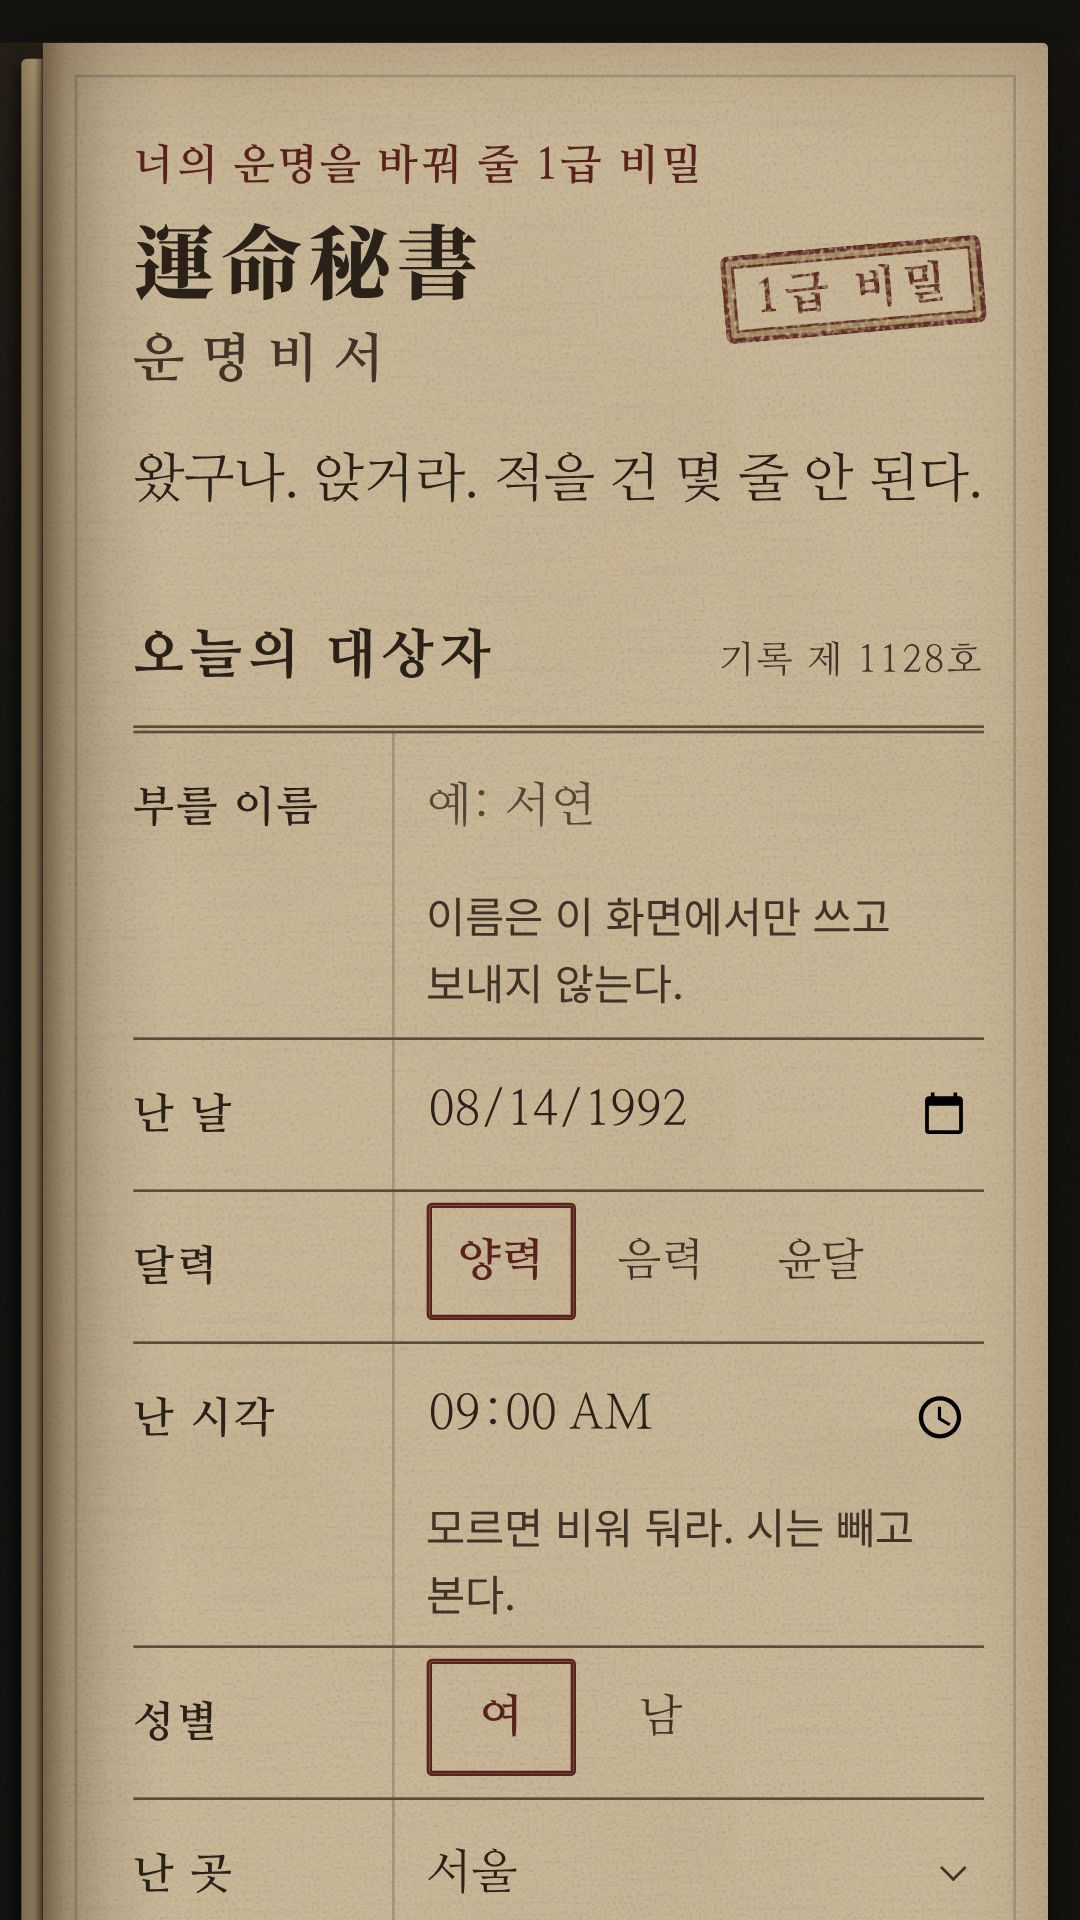 너의 운명을 바꿔 줄 1급 비밀
運命秘書
1급 비밀
운명비서
왔구나. 앉거라. 적을 건 몇 줄 안 된다.
오늘의 대상자
기록 제 1128호
부를 이름
예: 서연
이름은 이 화면에서만 쓰고
보내지 않는다.
난 날
08/14/1992
달력
양력 음력 윤달
난 시각
09:00 AM
모르면 비워 둬라. 시는 빼고
본다.
성별
여 남
난 곳
서울